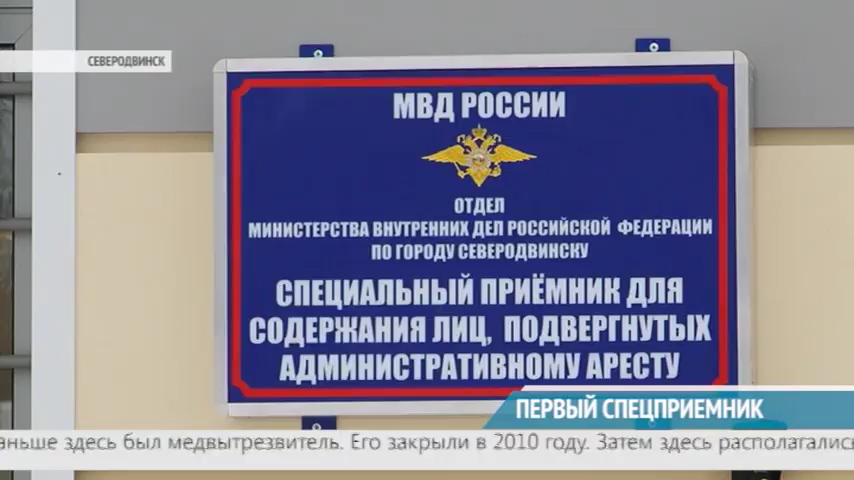 СЕВЕРОДВИНСК
МВД РОССИИ
ОТДЕЛ
МИНИСТЕРСТВА ВНУТРЕННИХ ДЕЛ РОССИЙСКОЙ ФЕДЕРАЦИИ
ПО ГОРОДУ СЕВЕРОДВИНСКУ
СПЕЦИАЛЬНЫЙ ПРИЁМНИК ДЛЯ
СОДЕРЖАНИЯ ЛИЦ, ПОДВЕРГНУТЫХ
АДМИНИСТРАТИВНОМУ АРЕСТУ
ПЕРВЫЙ СПЕЦПРИЕМНИК
аньше здесь был медвытрезвитель. Его закрыли в 2010 году. Затем здесь располагались